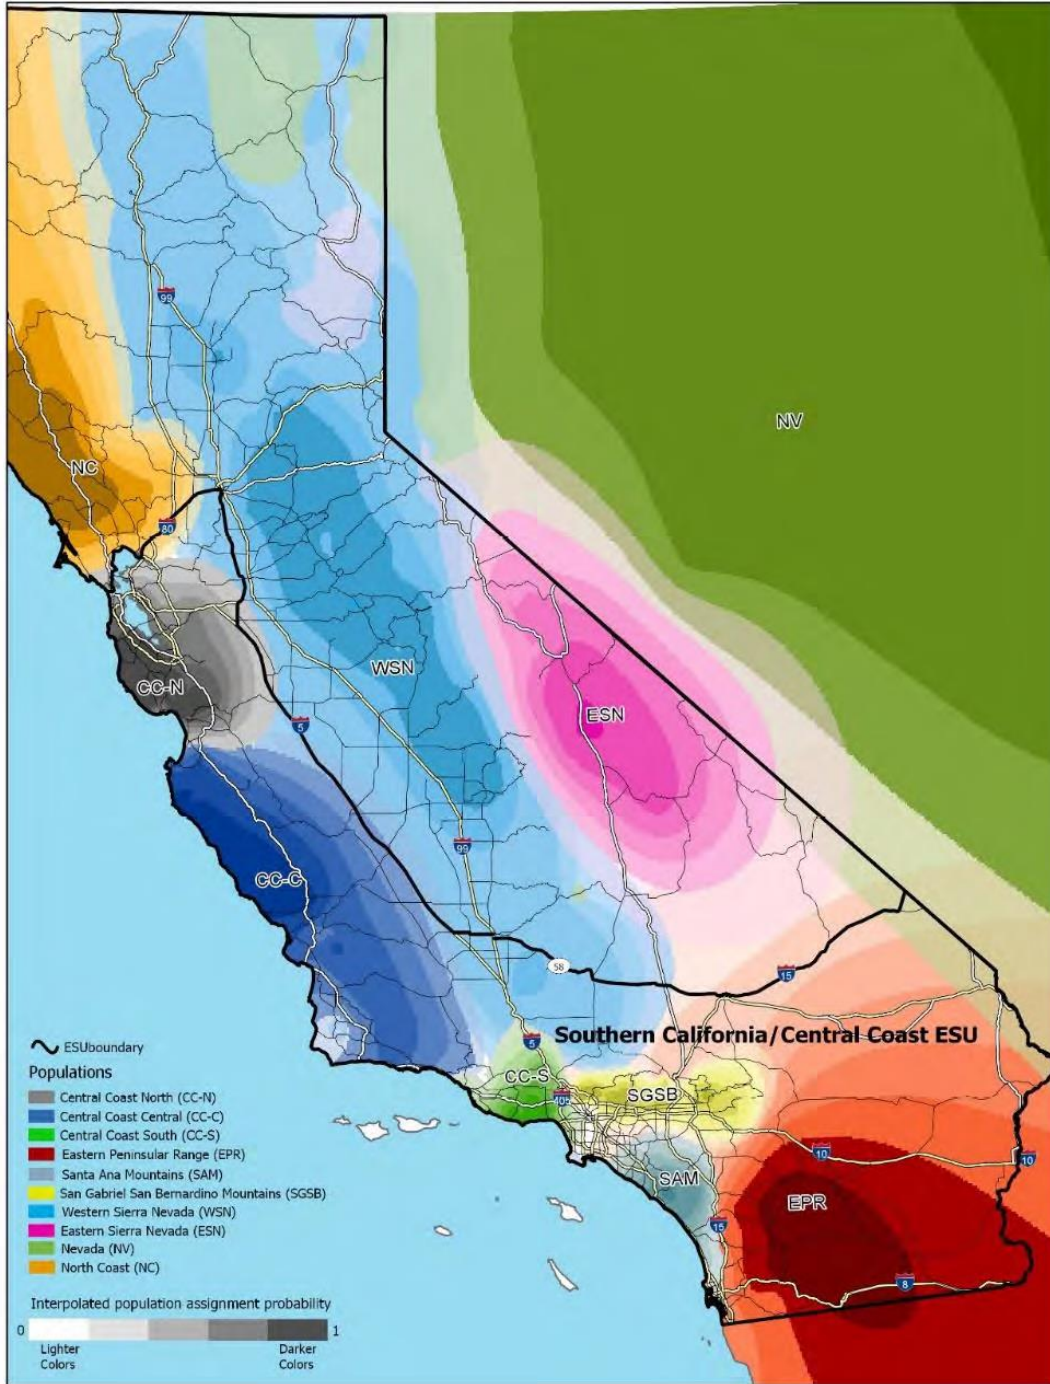 99
NV
NC
80
WSN
CC-N
5
ESN
CC-C
99
58
15
Southern California/Central Coast ESU
5
CC-S
405
SGSB
10
10
SAM
EPR
15
8
ESUboundary
Populations
Central Coast North (CC-N)
Central Coast Central (CC-C)
Central Coast South (CC-S)
Eastern Peninsular Range (EPR)
Santa Ana Mountains (SAM)
San Gabriel San Bernardino Mountains (SGSB)
Western Sierra Nevada (WSN)
Eastern Sierra Nevada (ESN)
Nevada (NV)
North Coast (NC)
Interpolated population assignment probability
0 1
Lighter Darker
Colors Colors